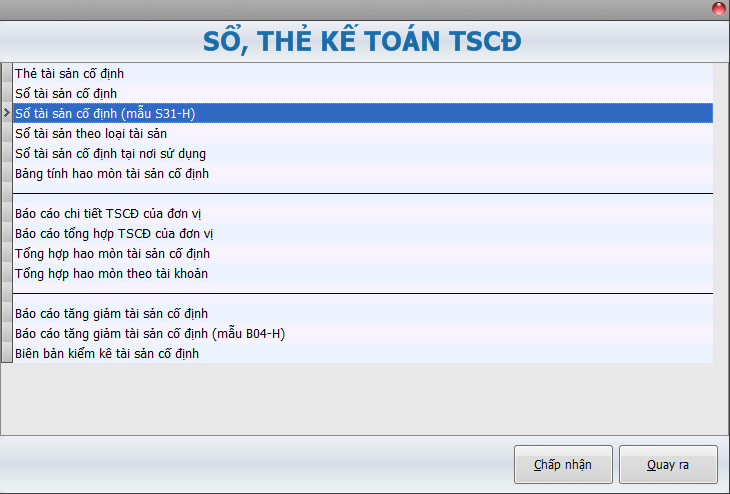 SỔ, THẺ KẾ TOÁN TSCĐ
Thẻ tài sản cố định
Sổ tài sản cố định
Sổ tài sản cố định (mẫu S31-H)
Sổ tài sản theo loại tài sản
Sổ tài sản cố định tại nơi sử dụng
Bảng tính hao mòn tài sản cố định
Báo cáo chi tiết TSCĐ của đơn vị
Báo cáo tổng hợp TSCĐ của đơn vị
Tổng hợp hao mòn tài sản cố định
Tổng hợp hao mòn theo tài khoản
Báo cáo tăng giảm tài sản cố định
Báo cáo tăng giảm tài sản cố định (mẫu B04-H)
Biên bản kiểm kê tài sản cố định
Chấp nhận
Quay ra